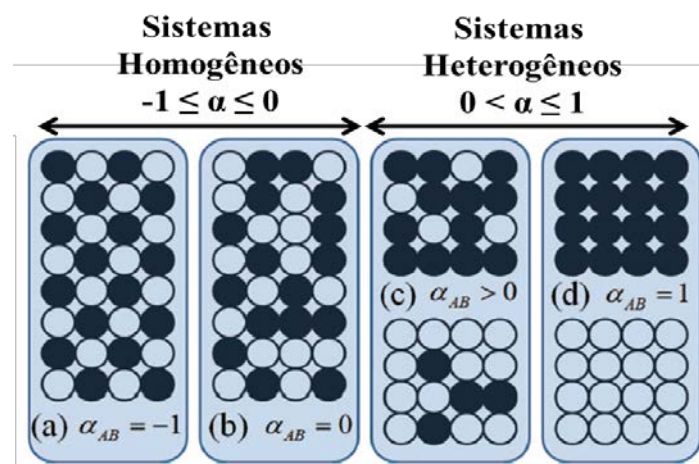 Sistemas
Homogêneos
-1 ≤ α ≤ 0
Sistemas
Heterogêneos
0 < α ≤ 1
(a) α_AB = −1
(b) α_AB = 0
(c) α_AB > 0
(d) α_AB = 1